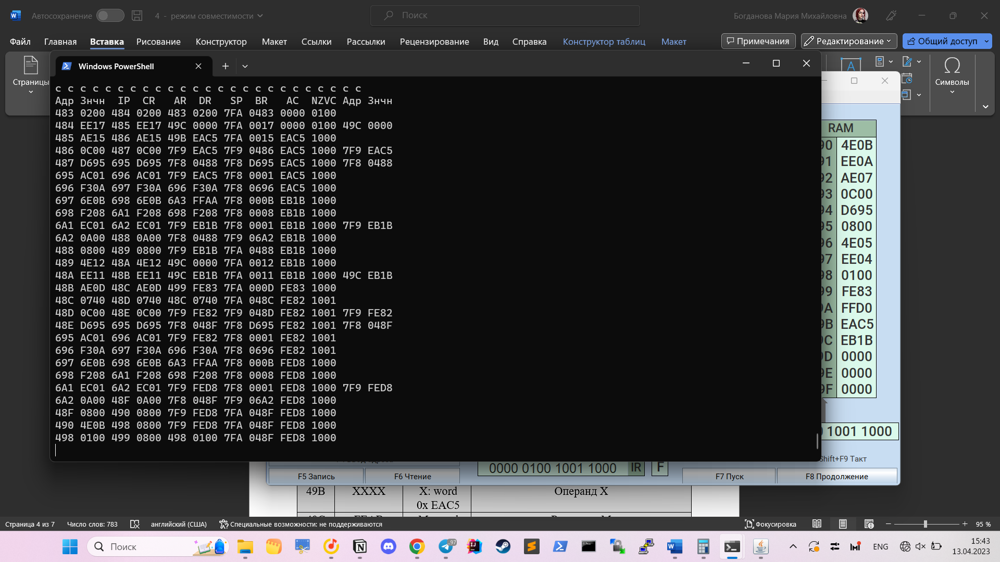 Автосохранение
4 - режим совместимости
Поиск
Богданова Мария Михайловна
Файл Главная Вставка Рисование Конструктор Макет Ссылки Рассылки Рецензирование Вид Справка Конструктор таблиц Макет
Примечания Редактирование Общий доступ
Страницы
Символы
Windows PowerShell
с с с с с с с с с с с с с с с с с с с с с с с с с
Адр Знчн IP CR AR DR SP BR AC NZVC Адр Знчн
483 0200 484 0200 483 0200 7FA 0483 0000 0100
484 EE17 485 EE17 49C 0000 7FA 0017 0000 0100 49C 0000
485 AE15 486 AE15 49B EAC5 7FA 0015 EAC5 1000
486 0C00 487 0C00 7F9 EAC5 7F9 0486 EAC5 1000 7F9 EAC5
487 D695 695 D695 7F8 0488 7F8 D695 EAC5 1000 7F8 0488
695 AC01 696 AC01 7F9 EAC5 7F8 0001 EAC5 1000
696 F30A 697 F30A 696 F30A 7F8 0696 EAC5 1000
697 6E0B 698 6E0B 6A3 FFAA 7F8 000B EB1B 1000
698 F208 6A1 F208 698 F208 7F8 0008 EB1B 1000
6A1 EC01 6A2 EC01 7F9 EB1B 7F8 0001 EB1B 1000 7F9 EB1B
6A2 0A00 488 0A00 7F8 0488 7F9 06A2 EB1B 1000
488 0800 489 0800 7F9 EB1B 7FA 0488 EB1B 1000
489 4E12 48A 4E12 49C 0000 7FA 0012 EB1B 1000
48A EE11 48B EE11 49C EB1B 7FA 0011 EB1B 1000 49C EB1B
48B AE0D 48C AE0D 499 FE83 7FA 000D FE83 1000
48C 0740 48D 0740 48C 0740 7FA 048C FE82 1001
48D 0C00 48E 0C00 7F9 FE82 7F9 048D FE82 1001 7F9 FE82
48E D695 695 D695 7F8 048F 7F8 D695 FE82 1001 7F8 048F
695 AC01 696 AC01 7F9 FE82 7F8 0001 FE82 1001
696 F30A 697 F30A 696 F30A 7F8 0696 FE82 1001
697 6E0B 698 6E0B 6A3 FFAA 7F8 000B FED8 1000
698 F208 6A1 F208 698 F208 7F8 0008 FED8 1000
6A1 EC01 6A2 EC01 7F9 FED8 7F8 0001 FED8 1000 7F9 FED8
6A2 0A00 48F 0A00 7F8 048F 7F9 06A2 FED8 1000
48F 0800 490 0800 7F9 FED8 7FA 048F FED8 1000
490 4E0B 498 0800 7F9 FED8 7FA 048F FED8 1000
498 0100 499 0800 498 0100 7FA 048F FED8 1000
RAM
90 4E0B
91 EE0A
92 AE07
93 0C00
94 D695
95 0800
96 4E05
97 EE04
98 0100
99 FE83
9A FFD0
9B EAC5
9C EB1B
9D 0000
9E 0000
9F 0000
1001 1000
Shift+F9 Такт
0000 0100 1001 1000 IR F
F5 Запись F6 Чтение F7 Пуск F8 Продолжение
49B XXXX X: word Операнд X
0x EAC5
Страница 4 из 7 Число слов: 783 английский (США) Специальные возможности: не поддерживаются Фокусировка 95 %
Поиск
97
ENG
15:43
13.04.2023